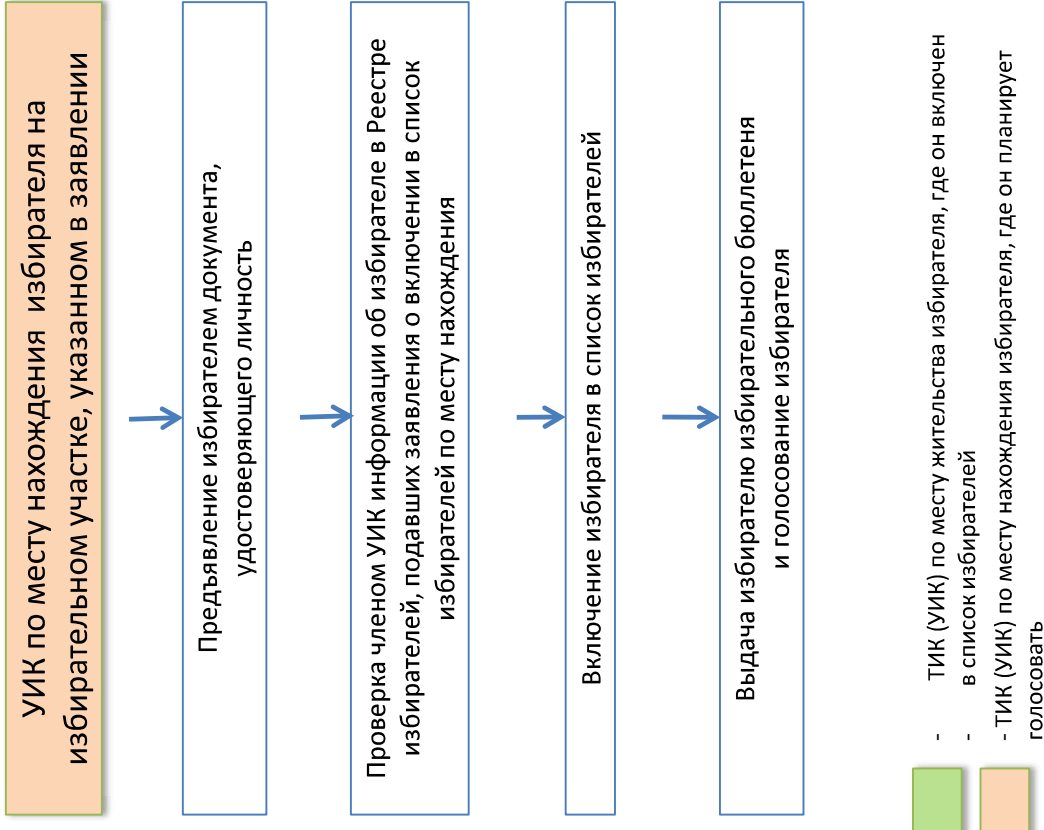 УИК по месту нахождения избирателя на
избирательном участке, указанном в заявлении
Предъявление избирателем документа,
удостоверяющего личность
Проверка членом УИК информации об избирателе в Реестре
избирателей, подавших заявления о включении в список
избирателей по месту нахождения
Включение избирателя в список избирателей
Выдача избирателю избирательного бюллетеня
и голосование избирателя
- ТИК (УИК) по месту жительства избирателя, где он включен
- в список избирателей
- ТИК (УИК) по месту нахождения избирателя, где он планирует
голосовать